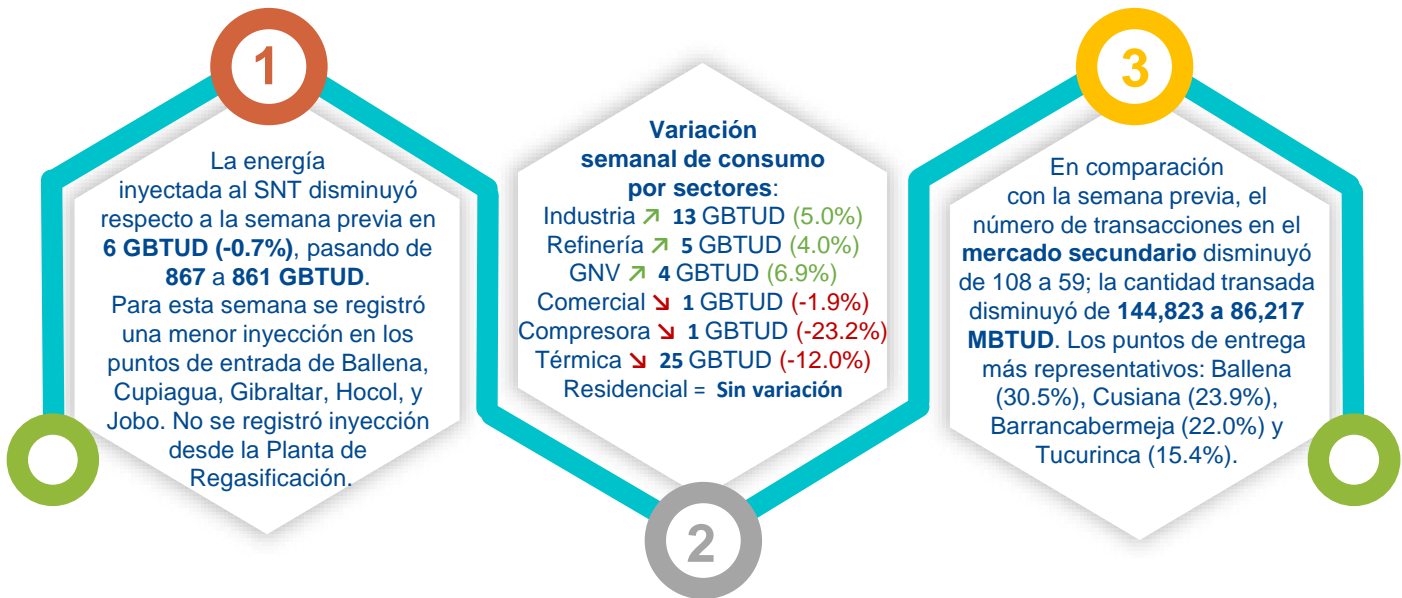 1
La energía
inyectada al SNT disminuyó
respecto a la semana previa en
6 GBTUD (-0.7%), pasando de
867 a 861 GBTUD.
Para esta semana se registró
una menor inyección en los
puntos de entrada de Ballena,
Cupiagua, Gibraltar, Hocol, y
Jobo. No se registró inyección
desde la Planta de
Regasificación.
Variación
semanal de consumo
por sectores:
Industria ↗ 13 GBTUD (5.0%)
Refinería ↗ 5 GBTUD (4.0%)
GNV ↗ 4 GBTUD (6.9%)
Comercial ↘ 1 GBTUD (-1.9%)
Compresora ↘ 1 GBTUD (-23.2%)
Térmica ↘ 25 GBTUD (-12.0%)
Residencial = Sin variación
2
3
En comparación
con la semana previa, el
número de transacciones en el
mercado secundario disminuyó
de 108 a 59; la cantidad transada
disminuyó de 144,823 a 86,217
MBTUD. Los puntos de entrega
más representativos: Ballena
(30.5%), Cusiana (23.9%),
Barrancabermeja (22.0%) y
Tucurinca (15.4%).